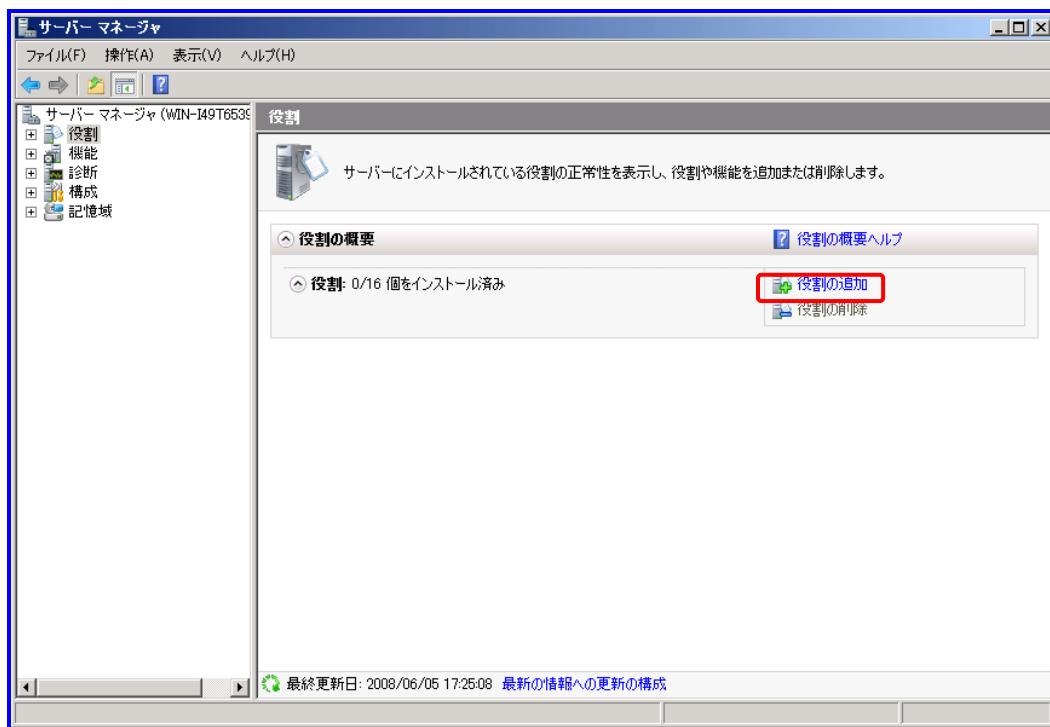 サーバー マネージャ
ファイル(F) 操作(A) 表示(V) ヘルプ(H)
サーバー マネージャ (WIN-I49T6539
役割
機能
診断
構成
記憶域
役割
サーバーにインストールされている役割の正常性を表示し、役割や機能を追加または削除します。
役割の概要
役割の概要ヘルプ
役割: 0/16 個をインストール済み
役割の追加
役割の削除
最終更新日: 2008/06/05 17:25:08 最新の情報への更新の構成